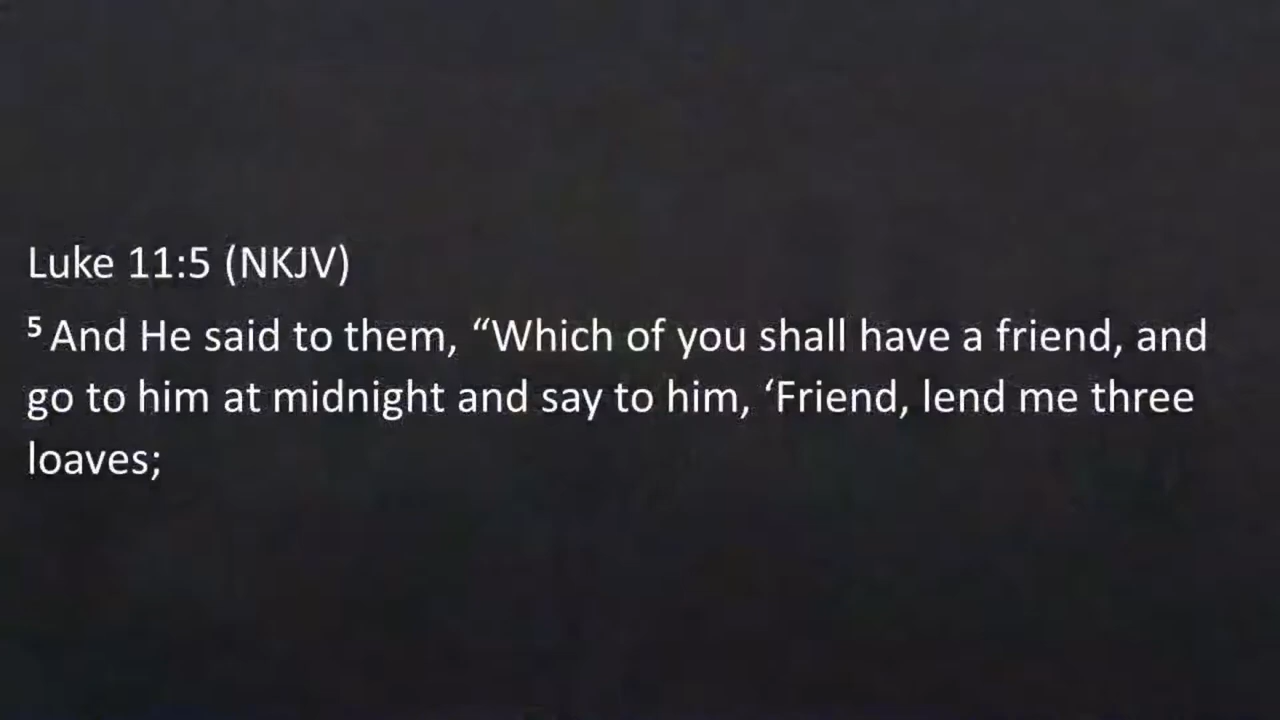 Luke 11:5 (NKJV)
⁵ And He said to them, “Which of you shall have a friend, and
go to him at midnight and say to him, ‘Friend, lend me three
loaves;